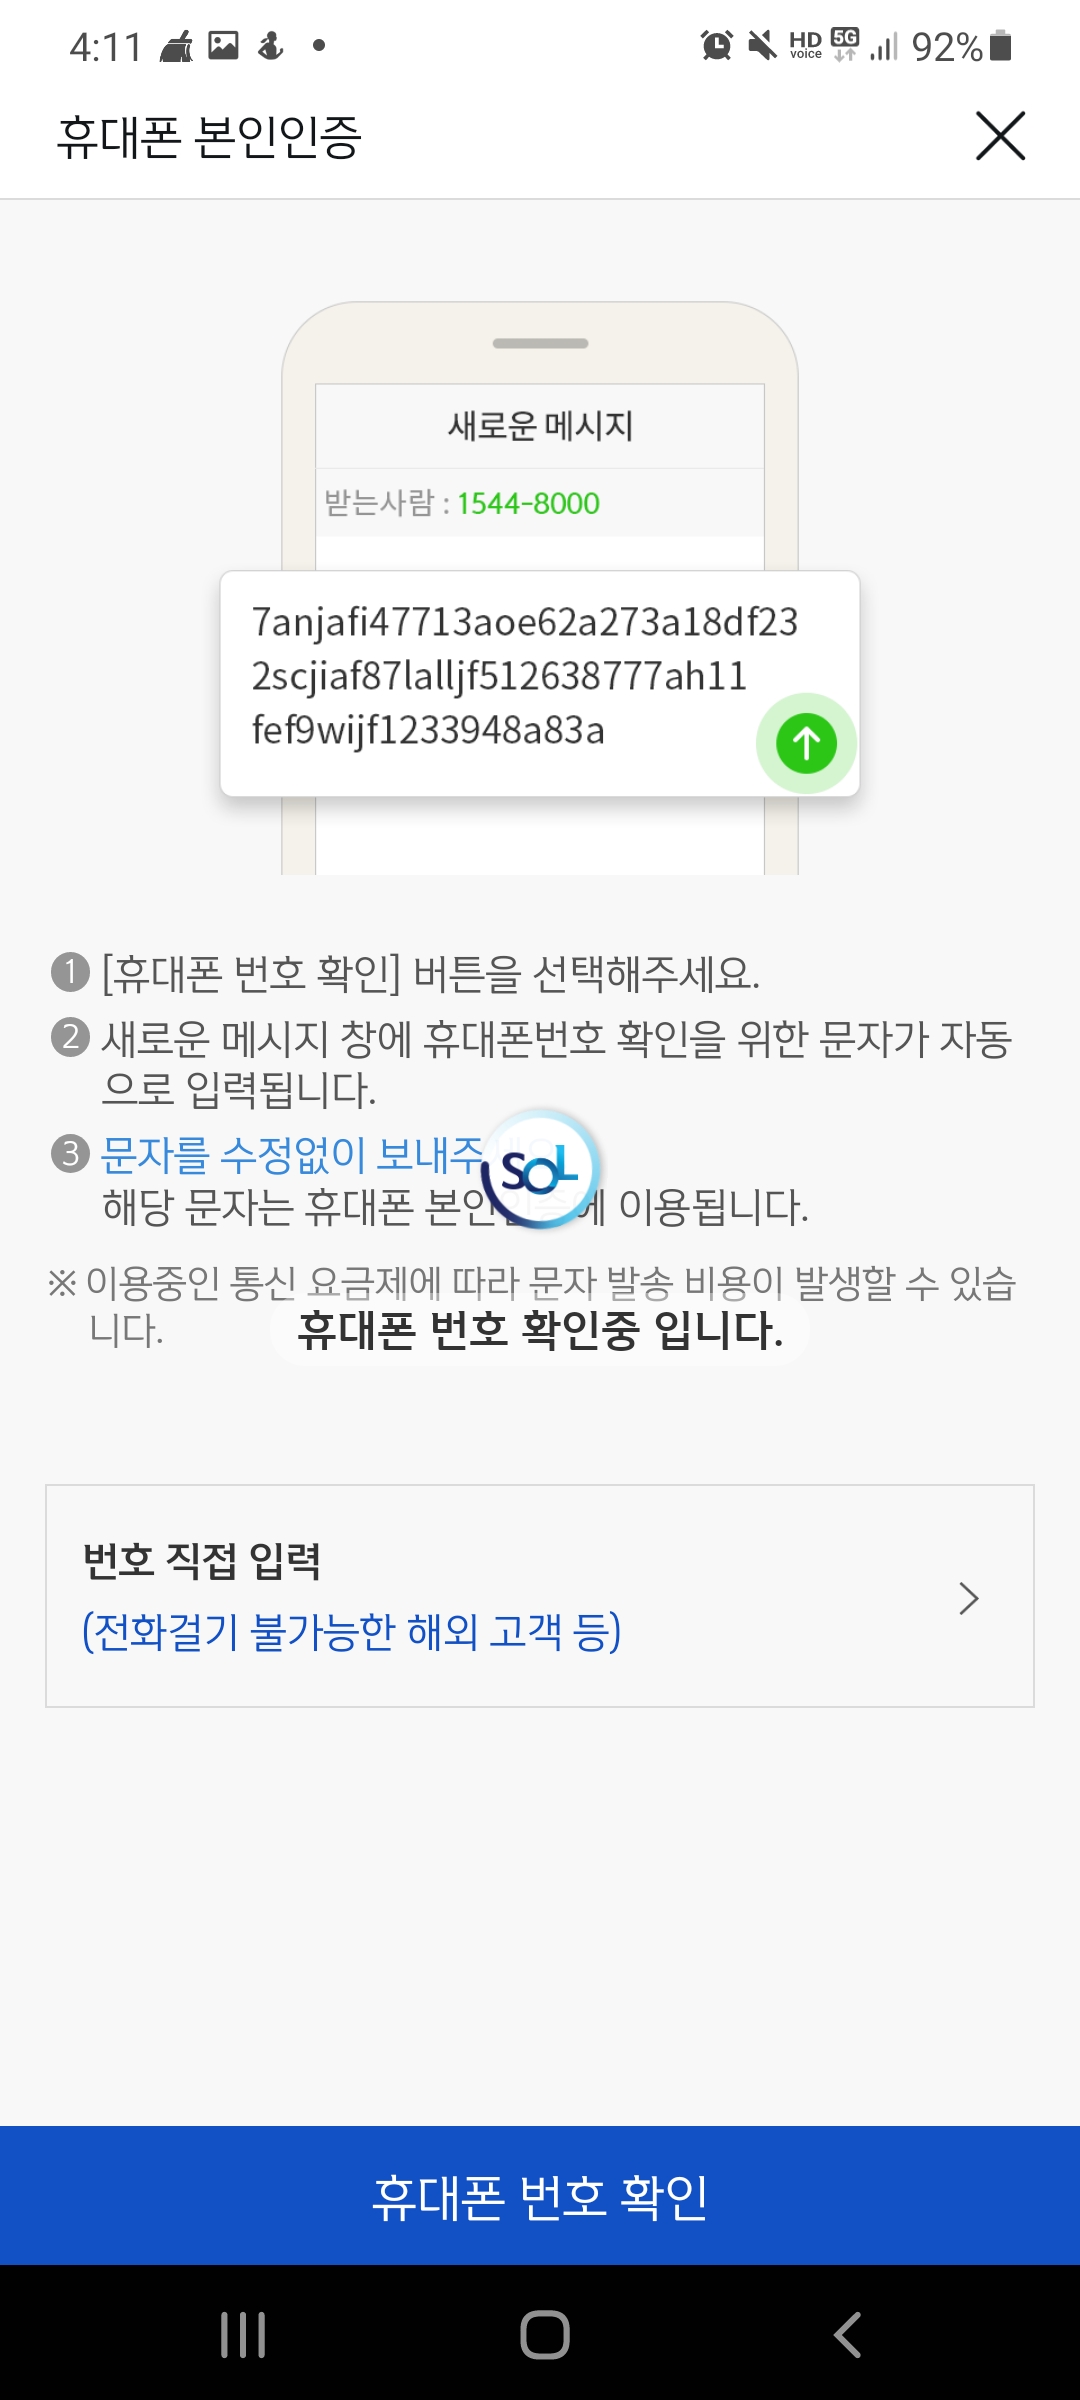 4:11
HD voice 5G 92%
휴대폰 본인인증
새로운 메시지
받는사람 : 1544-8000
7anjafi47713aoe62a273a18df23
2scjiaf87lalljf512638777ah11
fef9wijf1233948a83a
1 [휴대폰 번호 확인] 버튼을 선택해주세요.
2 새로운 메시지 창에 휴대폰번호 확인을 위한 문자가 자동
으로 입력됩니다.
3 문자를 수정없이 보내주
SOL
해당 문자는 휴대폰 본인 에 이용됩니다.
※ 이용중인 통신 요금제에 따라 문자 발송 비용이 발생할 수 있습
니다.
휴대폰 번호 확인중 입니다.
번호 직접 입력
(전화걸기 불가능한 해외 고객 등)
휴대폰 번호 확인